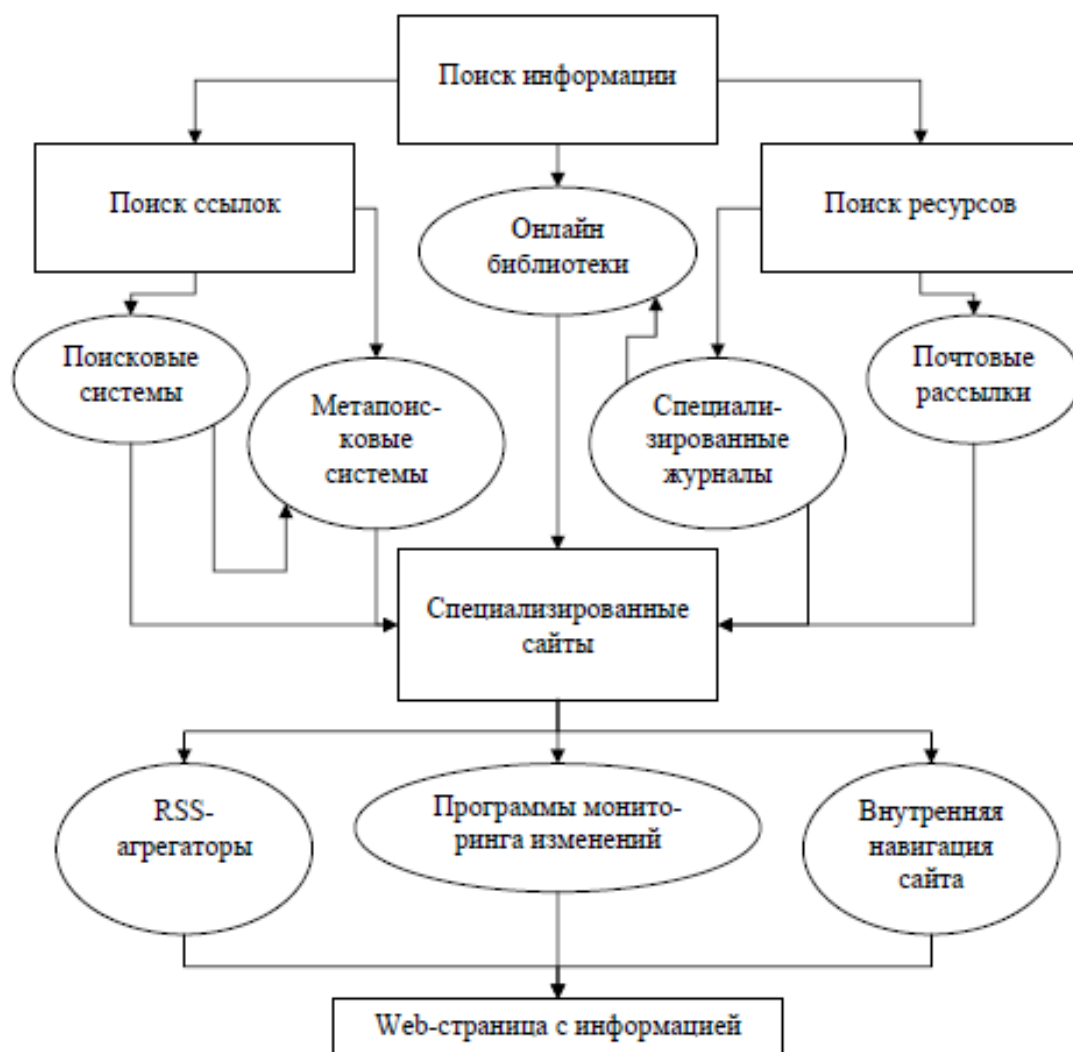 Поиск информации
Поиск ссылок
Онлайн
библиотеки
Поиск ресурсов
Поисковые
системы
Метапоис-
ковые
системы
Специали-
зированные
журналы
Почтовые
рассылки
Специализированные
сайты
RSS-
агрегаторы
Программы монито-
ринга изменений
Внутренняя
навигация
сайта
Web-страница с информацией